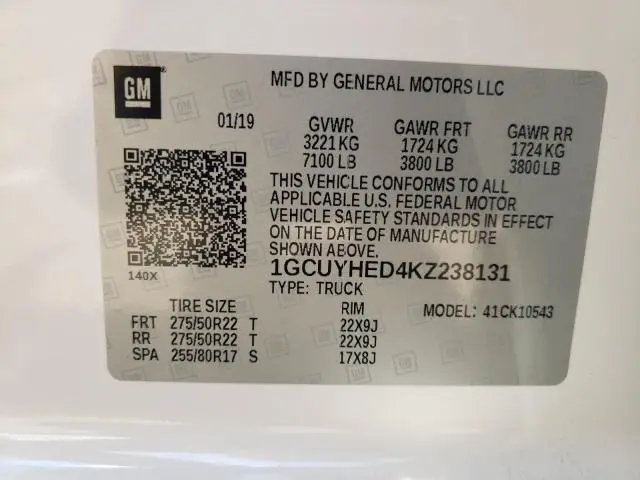 GM
MFD BY GENERAL MOTORS LLC
01/19 GVWR GAWR FRT GAWR RR
3221 KG 1724 KG 1724 KG
7100 LB 3800 LB 3800 LB
THIS VEHICLE CONFORMS TO ALL
APPLICABLE U.S. FEDERAL MOTOR
VEHICLE SAFETY STANDARDS IN EFFECT
ON THE DATE OF MANUFACTURE
SHOWN ABOVE.
140X
1GCUYHED4KZ238131
TYPE: TRUCK
TIRE SIZE RIM MODEL: 41CK10543
FRT 275/50R22 T 22X9J
RR 275/50R22 T 22X9J
SPA 255/80R17 S 17X8J